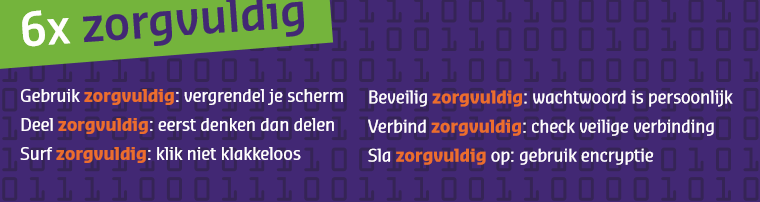 6x zorgvuldig
Gebruik zorgvuldig: vergrendel je scherm
Deel zorgvuldig: eerst denken dan delen
Surf zorgvuldig: klik niet klakkeloos
Beveilig zorgvuldig: wachtwoord is persoonlijk
Verbind zorgvuldig: check veilige verbinding
Sla zorgvuldig op: gebruik encryptie